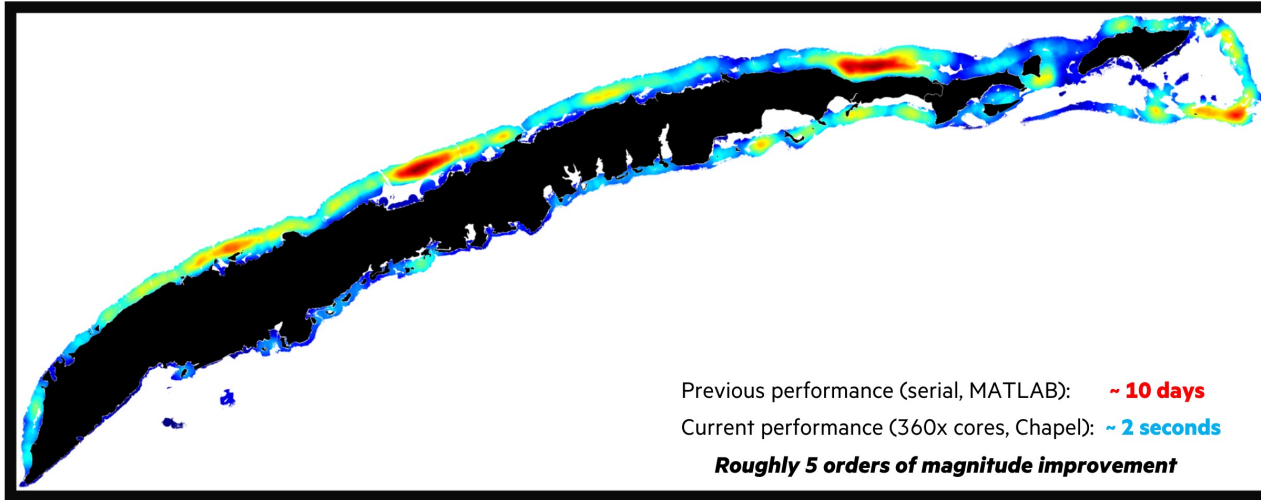 Previous performance (serial, MATLAB): ~ 10 days
Current performance (360x cores, Chapel): ~ 2 seconds
Roughly 5 orders of magnitude improvement